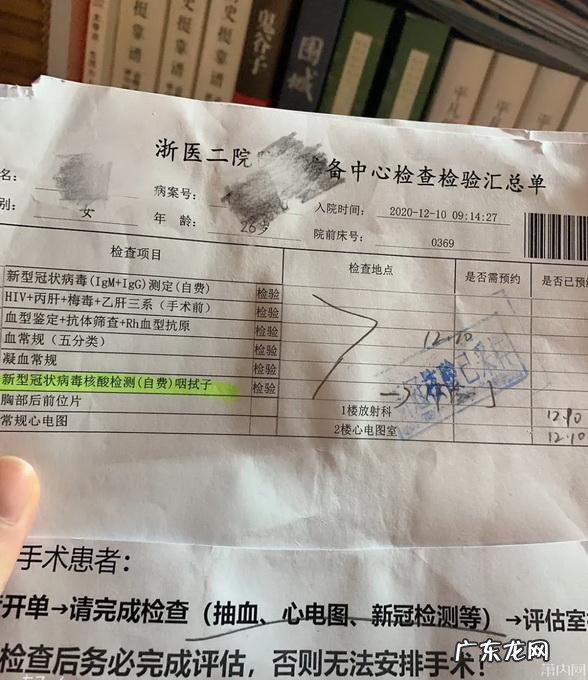 鬼谷子
围城
浙医二院
备中心检查检验汇总单
名：
病案号：
入院时间： 2020-12-10 09:14:27
别： 女 年 龄： 26岁 院前床号： 0369
检查项目 检查地点 是否需预约 是否已预
新型冠状病毒(IgM+IgG)测定(自费) 检验
HIV+丙肝+梅毒+乙肝三系（手术前） 检验
血型鉴定+抗体筛查+Rh血型抗原 检验
血常规（五分类） 检验
凝血常规 检验
新型冠状病毒核酸检测(自费)咽拭子 检验
12.10
胸部后前位片 1楼放射科 12.10
常规心电图 2楼心电图室 12.10
手术患者：
开单→请完成检查（抽血、心电图、新冠检测等）→评估室
检查后务必完成评估，否则无法安排手术！
广东龙网